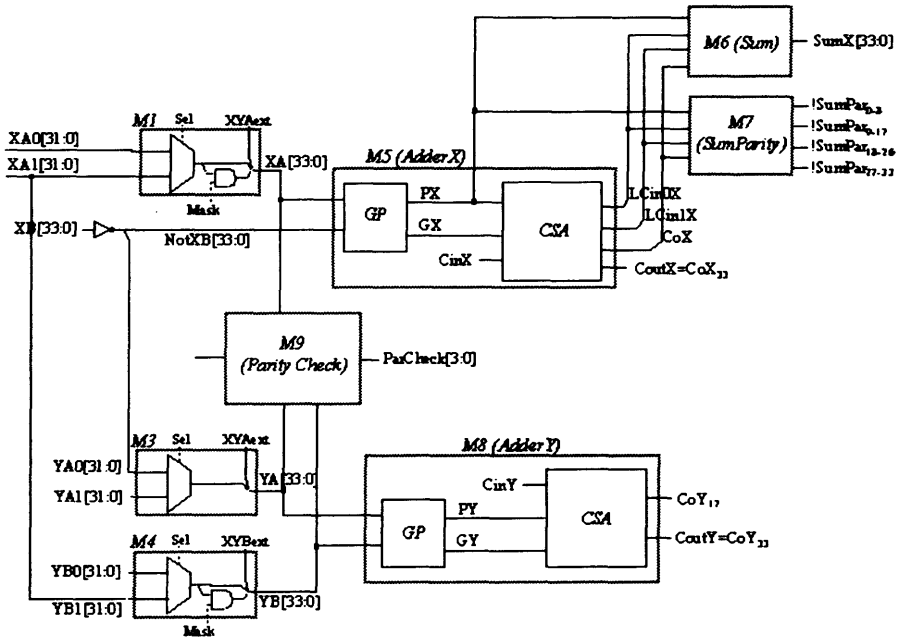 M6 (Sum)
SumX[33:0]
M7
(SumParity)
!SumPar0-8
!SumPar9-17
!SumPar18-26
!SumPar27-33
M1
Sel
XYAext
XA0[31:0]
XA1[31:0]
XA[33:0]
Mask
M5 (Adder X)
GP
PX
GX
CSA
LCin0X
LCin1X
CoX
CinX
CoutX=CoX33
XB[33:0]
NotXB[33:0]
M9
(Parity Check)
ParCheck[3:0]
M3
Sel
XYAext
YA0[31:0]
YA1[31:0]
YA[33:0]
M8 (Adder Y)
CinY
GP
PY
GY
CSA
CoY17
CoutY=CoY33
M4
Sel
XYBext
YB0[31:0]
YB1[31:0]
YB[33:0]
Mask